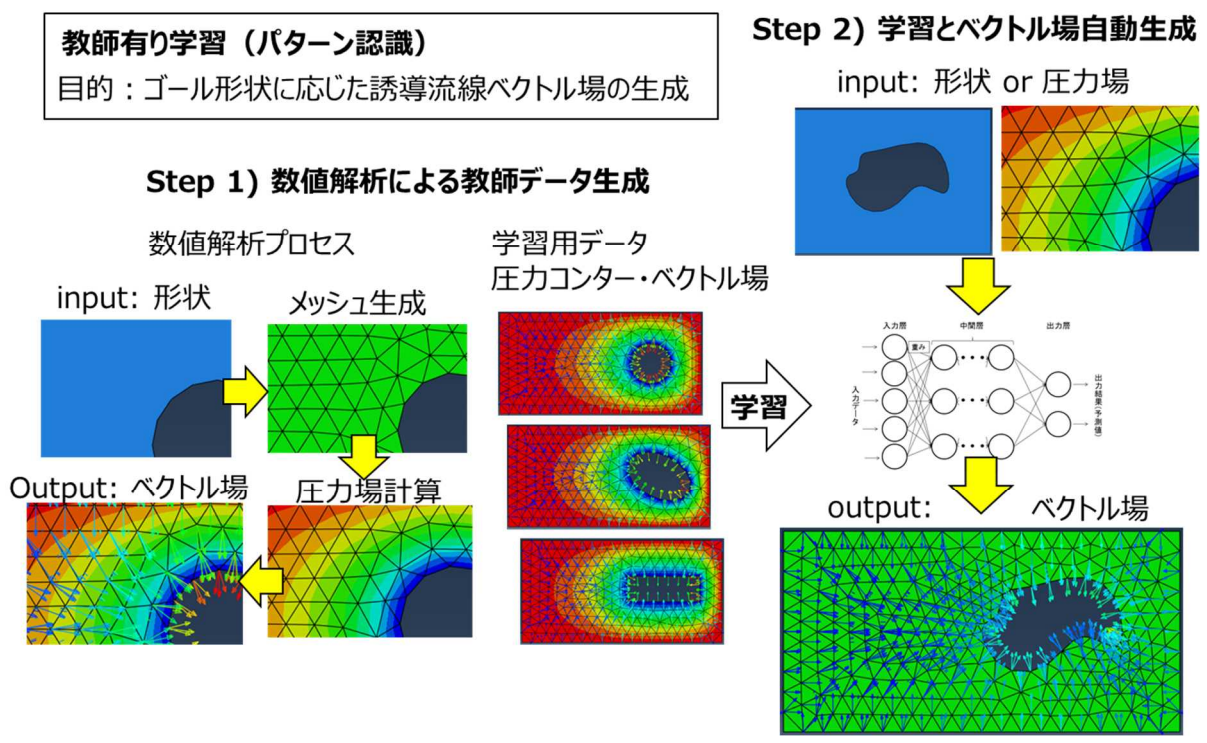 教師有り学習（パターン認識）
目的：ゴール形状に応じた誘導流線ベクトル場の生成
Step 1) 数値解析による教師データ生成
数値解析プロセス
input: 形状
メッシュ生成
Output: ベクトル場
圧力場計算
学習用データ
圧力コンター・ベクトル場
学習
Step 2) 学習とベクトル場自動生成
input: 形状 or 圧力場
入力層
中間層
出力層
重み
入力データ
出力結果(予測値)
output:
ベクトル場